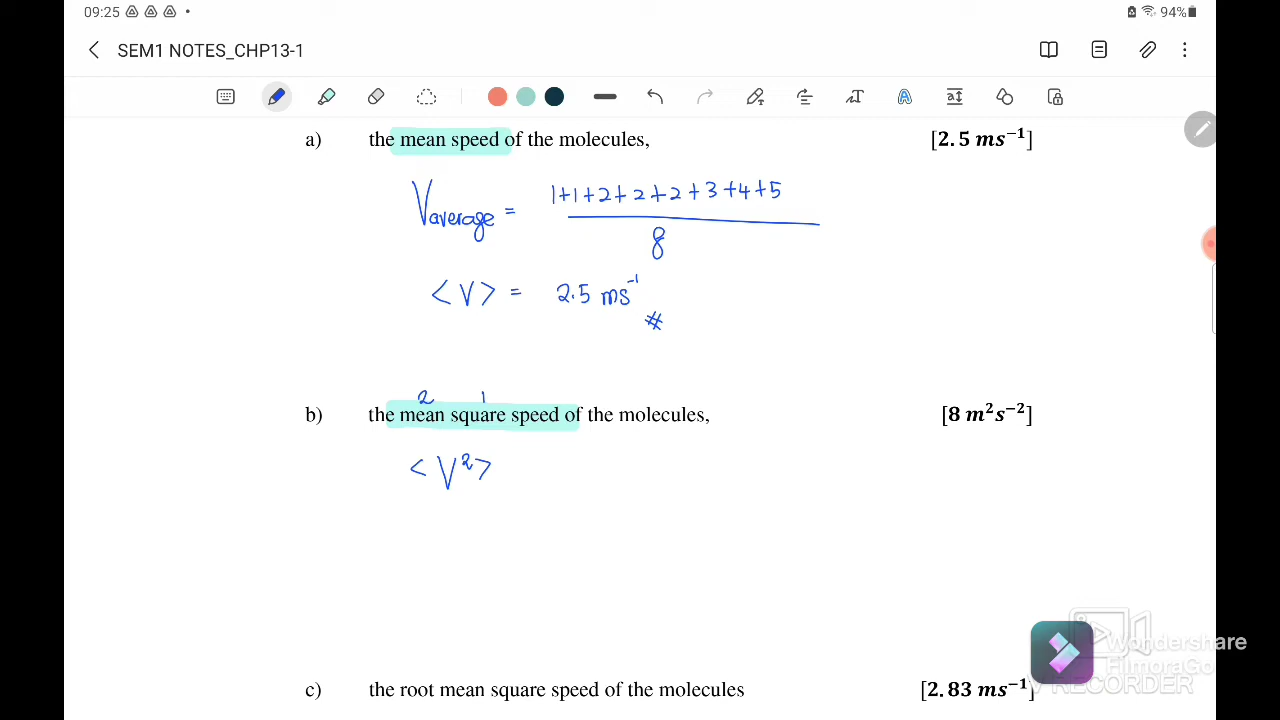 09:25 94%
SEM1 NOTES_CHP13-1
a) the mean speed of the molecules, [2.5 ms⁻¹]
Vaverage = 1+1+2+2+2+3+4+5
8
<V> = 2.5 ms⁻¹
#
2 1
b) the mean square speed of the molecules, [8 m²s⁻²]
<V²>
Wondershare
FilmoraGo
V RECORDER
c) the root mean square speed of the molecules [2.83 ms⁻¹]